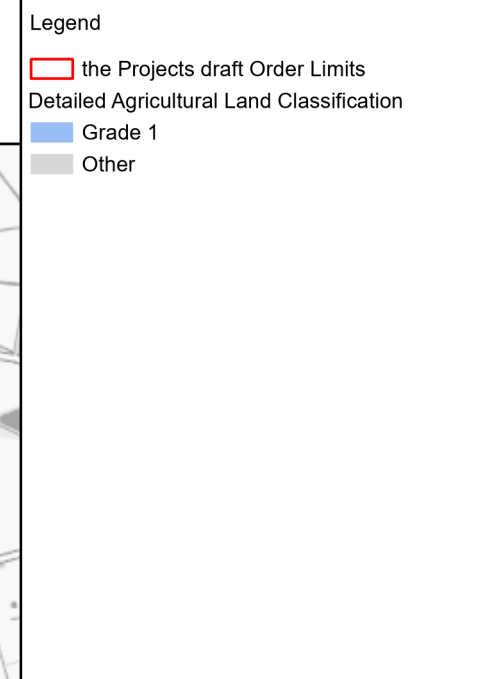 Legend
the Projects draft Order Limits
Detailed Agricultural Land Classification
Grade 1
Other